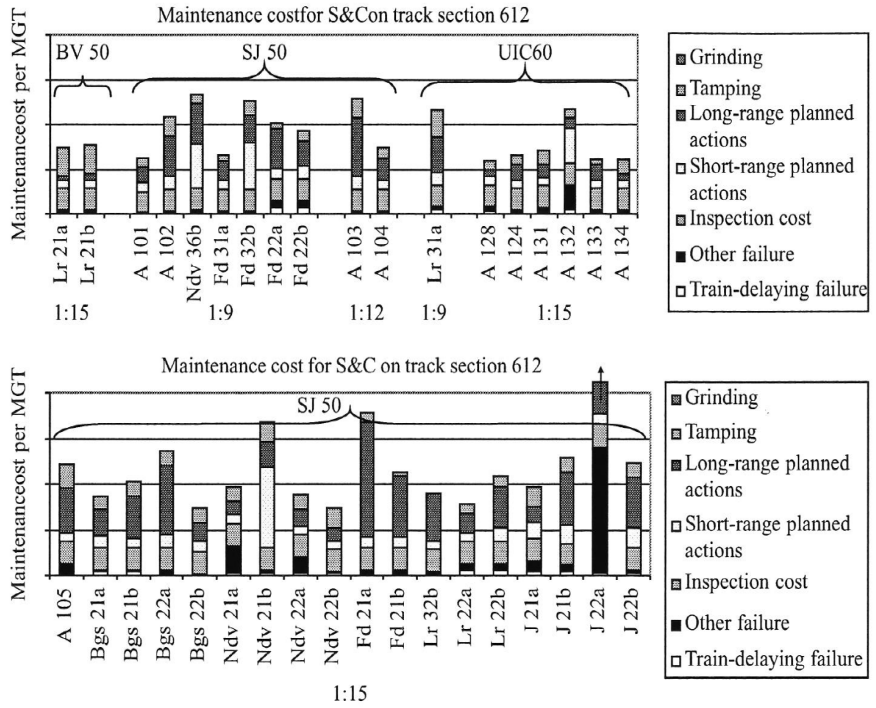 Maintenance costfor S&Con track section 612
Maintenancecost per MGT
BV 50
SJ 50
UIC60
Lr 21a
Lr 21b
A 101
A 102
Ndv 36b
Fd 31a
Fd 32b
Fd 22a
Fd 22b
A 103
A 104
Lr 31a
A 128
A 124
A 131
A 132
A 133
A 134
1:15
1:9
1:12
1:9
1:15
Grinding
Tamping
Long-range planned
actions
Short-range planned
actions
Inspection cost
Other failure
Train-delaying failure
Maintenance cost for S&C on track section 612
Maintenancecost per MGT
SJ 50
A 105
Bgs 21a
Bgs 21b
Bgs 22a
Bgs 22b
Ndv 21a
Ndv 21b
Ndv 22a
Ndv 22b
Fd 21a
Fd 21b
Lr 32b
Lr 22a
Lr 22b
J 21a
J 21b
J 22a
J 22b
1:15
Grinding
Tamping
Long-range planned
actions
Short-range planned
actions
Inspection cost
Other failure
Train-delaying failure